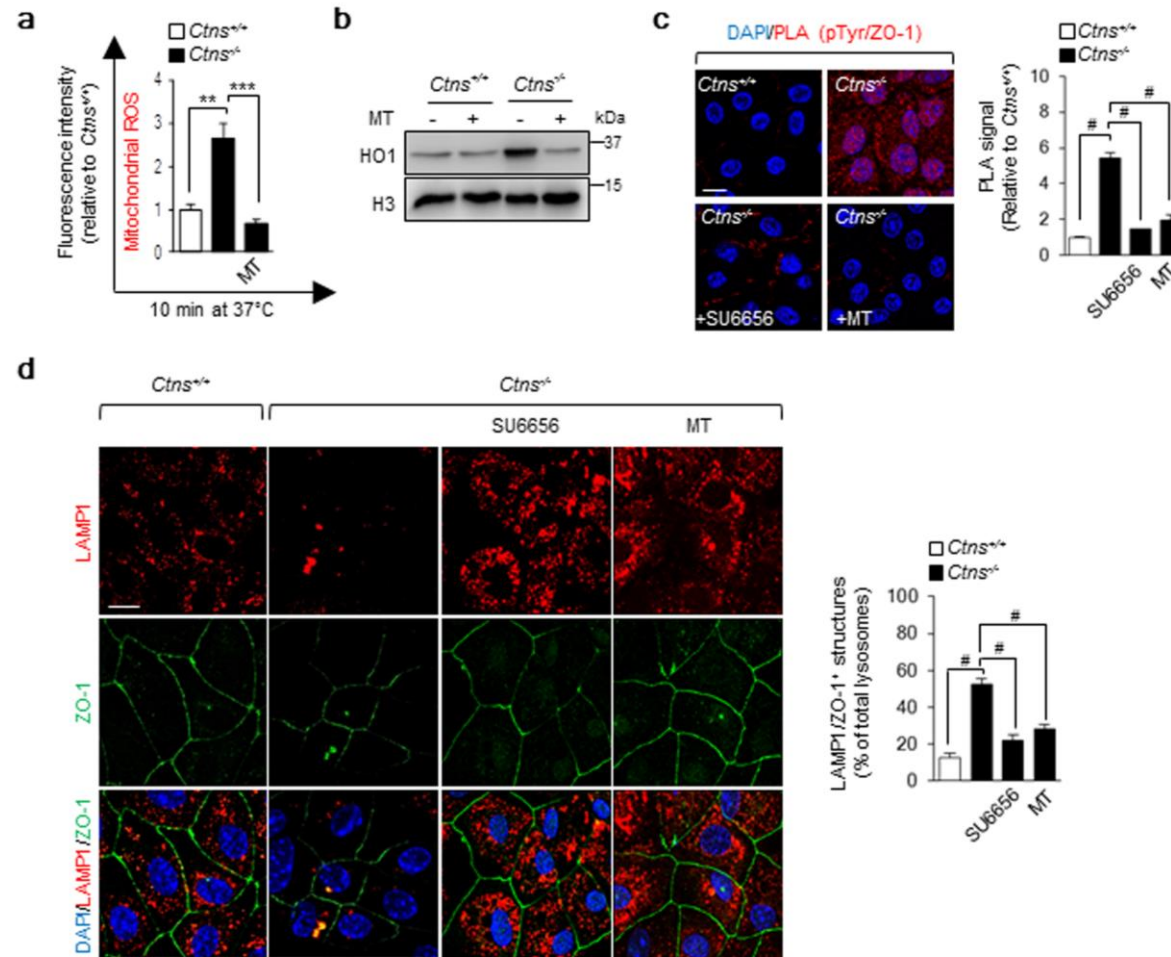 a
Ctns+/+
Ctns-/-
Fluorescence intensity
(relative to Ctns+/+)
Mitochondrial ROS
4
3
2
1
0
**
***
MT
10 min at 37°C
b
Ctns+/+ Ctns-/-
MT - + - + kDa
HO1
37
15
H3
c
DAPI/PLA (pTyr/ZO-1)
Ctns+/+ Ctns-/-
Ctns-/- Ctns-/-
+SU6656 +MT
Ctns+/+
Ctns-/-
PLA signal
(Relative to Ctns+/+)
10
8
6
4
2
0
# # #
SU6656
MT
d
Ctns+/+ Ctns-/-
SU6656 MT
LAMP1
ZO-1
DAPI/LAMP1/ZO-1
Ctns+/+
Ctns-/-
LAMP1/ZO-1+ structures
(% of total lysosomes)
100
80
60
40
20
0
#
# #
SU6656
MT